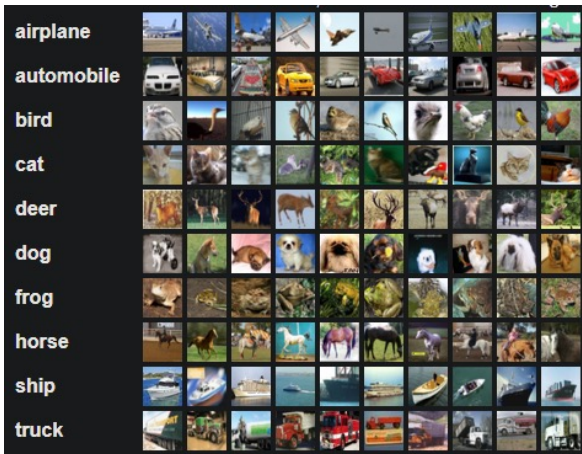 airplane
automobile
bird
cat
deer
dog
frog
horse
ship
truck